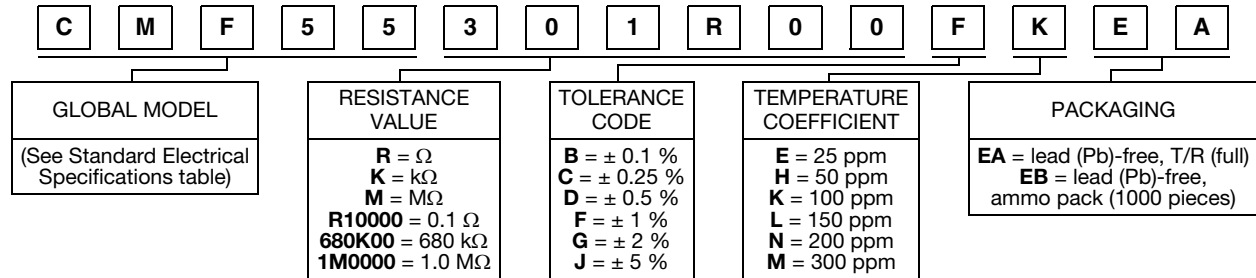 C M F 5 5 3 0 1 R 0 0 F K E A
GLOBAL MODEL
(See Standard Electrical
Specifications table)
RESISTANCE
VALUE
R = Ω
K = kΩ
M = MΩ
R10000 = 0.1 Ω
680K00 = 680 kΩ
1M0000 = 1.0 MΩ
TOLERANCE
CODE
B = ± 0.1 %
C = ± 0.25 %
D = ± 0.5 %
F = ± 1 %
G = ± 2 %
J = ± 5 %
TEMPERATURE
COEFFICIENT
E = 25 ppm
H = 50 ppm
K = 100 ppm
L = 150 ppm
N = 200 ppm
M = 300 ppm
PACKAGING
EA = lead (Pb)-free, T/R (full)
EB = lead (Pb)-free,
ammo pack (1000 pieces)